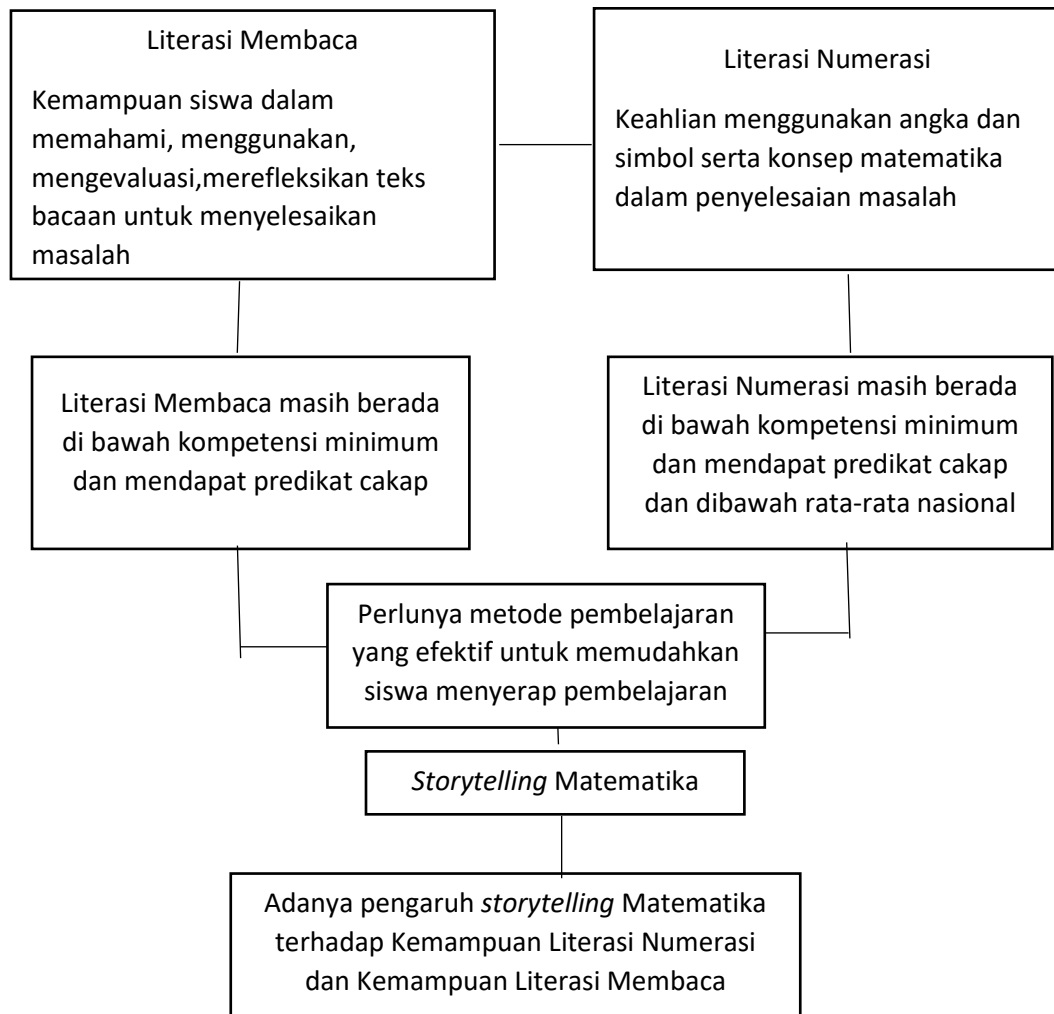 Literasi Membaca
Kemampuan siswa dalam
memahami, menggunakan,
mengevaluasi,merefleksikan teks
bacaan untuk menyelesaikan
masalah
Literasi Numerasi
Keahlian menggunakan angka dan
simbol serta konsep matematika
dalam penyelesaian masalah
Literasi Membaca masih berada
di bawah kompetensi minimum
dan mendapat predikat cakap
Literasi Numerasi masih berada
di bawah kompetensi minimum
dan mendapat predikat cakap
dan dibawah rata-rata nasional
Perlunya metode pembelajaran
yang efektif untuk memudahkan
siswa menyerap pembelajaran
Storytelling Matematika
Adanya pengaruh storytelling Matematika
terhadap Kemampuan Literasi Numerasi
dan Kemampuan Literasi Membaca